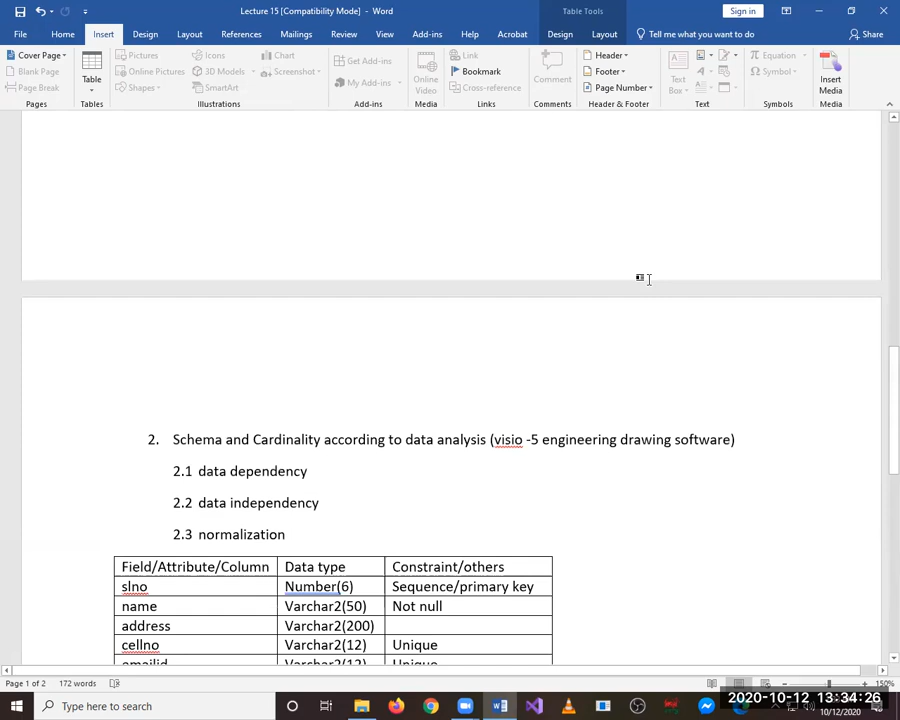 Lecture 15 [Compatibility Mode] - Word
Table Tools
Sign in
File
Home
Insert
Design
Layout
References
Mailings
Review
View
Add-ins
Help
Acrobat
Design
Layout
Tell me what you want to do
Share
Cover Page
Blank Page
Page Break
Pages
Table
Tables
Pictures
Online Pictures
Shapes
Icons
3D Models
SmartArt
Chart
Screenshot
Illustrations
Get Add-ins
My Add-ins
Add-ins
Online Video
Media
Link
Bookmark
Cross-reference
Links
Comment
Comments
Header
Footer
Page Number
Header & Footer
Text Box
Text
Equation
Symbol
Symbols
Insert Media
Media
2. Schema and Cardinality according to data analysis (visio -5 engineering drawing software)
2.1 data dependency
2.2 data independency
2.3 normalization
Field/Attribute/Column Data type Constraint/others
slno Number(6) Sequence/primary key
name Varchar2(50) Not null
address Varchar2(200)
cellno Varchar2(12) Unique
emailid Varchar2(12) Unique
Page 1 of 2 172 words
150%
Type here to search
2020-10-12 13:34:26
10/12/2020